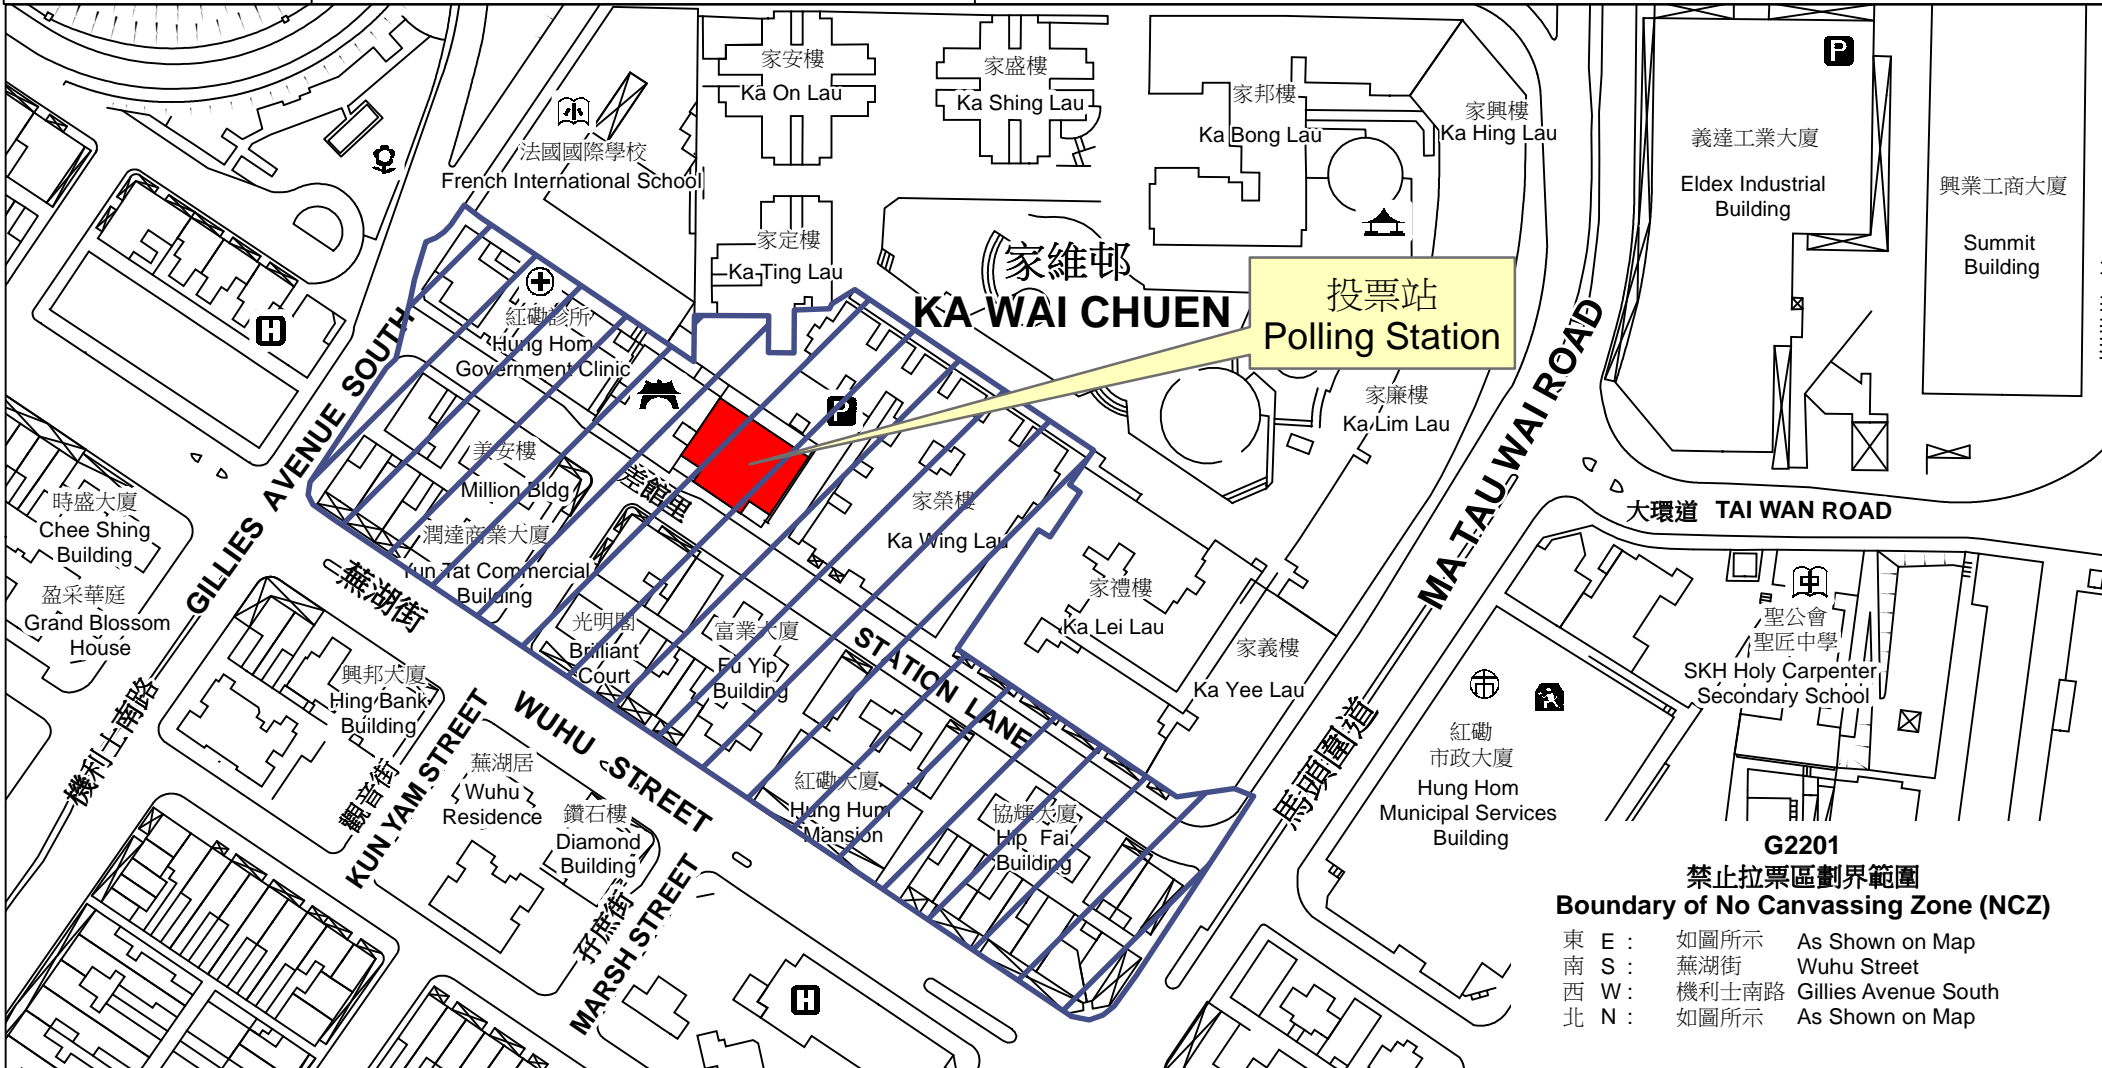 家安樓
Ka On Lau
家盛樓
Ka Shing Lau
家邦樓
Ka Bong Lau
家興樓
Ka Hing Lau
P
義達工業大廈
Eldex Industrial
Building
興業工商大廈
Summit
Building
小
法國國際學校
French International School
家定樓
Ka Ting Lau
家維邨
KA WAI CHUEN
投票站
Polling Station
紅磡診所
Hung Hom
Government Clinic
H
P
家廉樓
Ka Lim Lau
美安樓
Million Bldg
差館里
家榮樓
Ka Wing Lau
時盛大廈
Chee Shing
Building
盈采華庭
Grand Blossom
House
GILLIES AVENUE SOUTH
機利士南路
潤達商業大廈
Yun Tat Commercial
Building
蕪湖街
光明閣
Brilliant
Court
富業大廈
Fu Yip
Building
STATION LANE
家禮樓
Ka Lei Lau
家義樓
Ka Yee Lau
MA TAU WAI ROAD
馬頭圍道
大環道 TAI WAN ROAD
中
聖公會
聖匠中學
SKH Holy Carpenter
Secondary School
市
紅磡
市政大廈
Hung Hom
Municipal Services
Building
興邦大廈
Hing Bank
Building
觀音街
KUN YAM STREET
WUHU STREET
蕪湖居
Wuhu
Residence
鑽石樓
Diamond
Building
孖庶街
MARSH STREET
紅磡大廈
Hung Hum
Mansion
協輝大廈
Hip Fai
Building
H
G2201
禁止拉票區劃界範圍
Boundary of No Canvassing Zone (NCZ)
東 E : 如圖所示 As Shown on Map
南 S : 蕪湖街 Wuhu Street
西 W : 機利士南路 Gillies Avenue South
北 N : 如圖所示 As Shown on Map